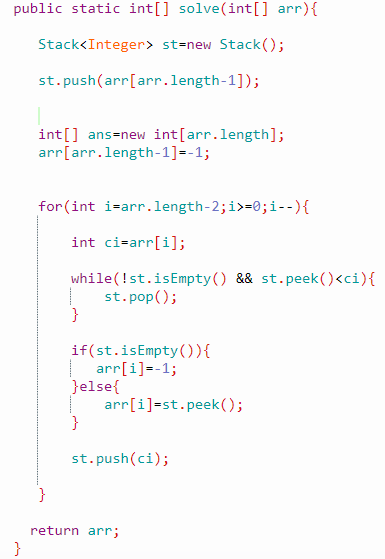 public static int[] solve(int[] arr){
Stack<Integer> st=new Stack();
st.push(arr[arr.length-1]);
int[] ans=new int[arr.length];
arr[arr.length-1]=-1;
for(int i=arr.length-2;i>=0;i--){
int ci=arr[i];
while(!st.isEmpty() && st.peek()<ci){
st.pop();
}
if(st.isEmpty()){
arr[i]=-1;
}else{
arr[i]=st.peek();
}
st.push(ci);
}
return arr;
}